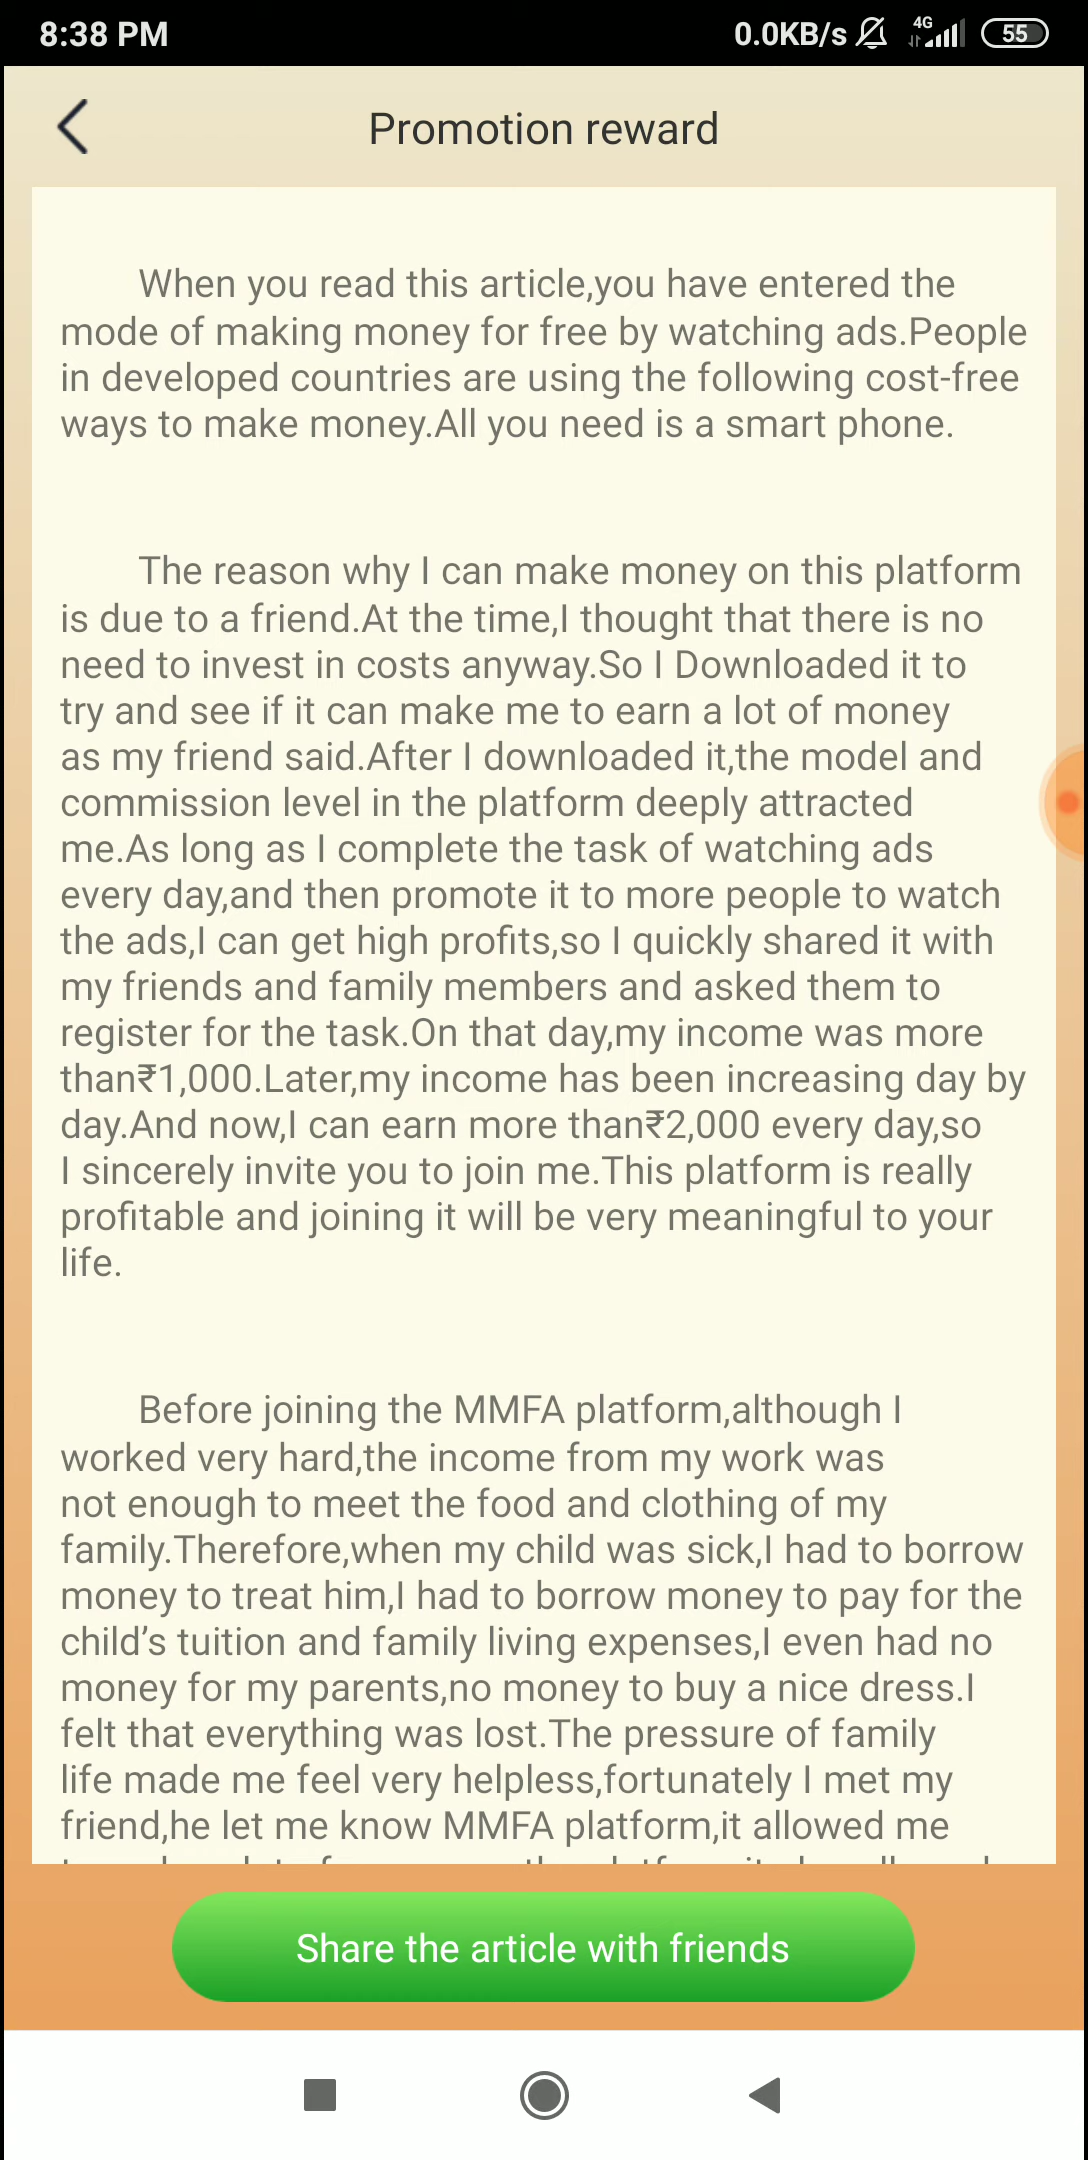 8:38 PM
0.0KB/s 4G 55
Promotion reward
When you read this article,you have entered the
mode of making money for free by watching ads.People
in developed countries are using the following cost-free
ways to make money.All you need is a smart phone.
The reason why I can make money on this platform
is due to a friend.At the time,I thought that there is no
need to invest in costs anyway.So I Downloaded it to
try and see if it can make me to earn a lot of money
as my friend said.After I downloaded it,the model and
commission level in the platform deeply attracted
me.As long as I complete the task of watching ads
every day,and then promote it to more people to watch
the ads,I can get high profits,so I quickly shared it with
my friends and family members and asked them to
register for the task.On that day,my income was more
than₹1,000.Later,my income has been increasing day by
day.And now,I can earn more than₹2,000 every day,so
I sincerely invite you to join me.This platform is really
profitable and joining it will be very meaningful to your
life.
Before joining the MMFA platform,although I
worked very hard,the income from my work was
not enough to meet the food and clothing of my
family.Therefore,when my child was sick,I had to borrow
money to treat him,I had to borrow money to pay for the
child’s tuition and family living expenses,I even had no
money for my parents,no money to buy a nice dress.I
felt that everything was lost.The pressure of family
life made me feel very helpless,fortunately I met my
friend,he let me know MMFA platform,it allowed me
Share the article with friends